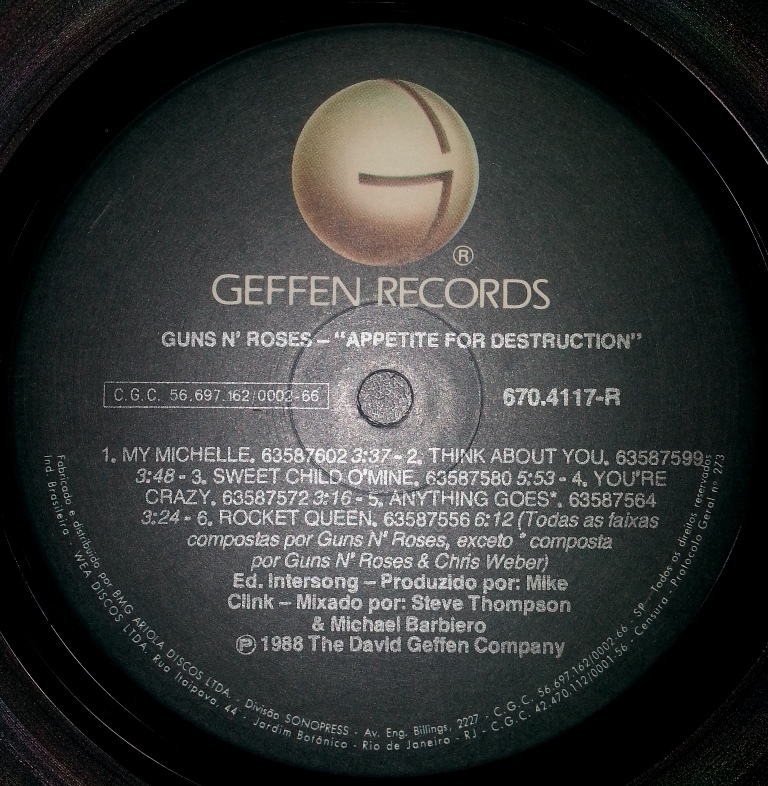 ®
GEFFEN RECORDS
GUNS N' ROSES – "APPETITE FOR DESTRUCTION"
C.G.C. 56.697.162/0002-66
670.4117-R
1. MY MICHELLE. 63587602 3:37 - 2. THINK ABOUT YOU. 63587599
3:48 - 3. SWEET CHILD O'MINE. 63587580 5:53 - 4. YOU'RE
CRAZY. 63587572 3:16 - 5. ANYTHING GOES*. 63587564
3:24 - 6. ROCKET QUEEN. 63587556 6:12 (Todas as faixas
compostas por Guns N' Roses, exceto * composta
por Guns N' Roses & Chris Weber)
Ed. Intersong – Produzido por: Mike
Clink – Mixado por: Steve Thompson
& Michael Barbiero
℗ 1988 The David Geffen Company
Fabricado e distribuido por BMG ARIOLA DISCOS LTDA. - Divisão SONOPRESS - Av. Eng. Billings, 2227 - C.G.C. 56.697.162/0002-66 - SP - Todos os direitos reservados
Ind. Brasileira - WEA DISCOS LTDA. Rua Itaipava, 44 - Jardim Botânico - Rio de Janeiro - RJ - C.G.C. 42.470.112/0001-56 - Censura - Protocolo Geral nº 273